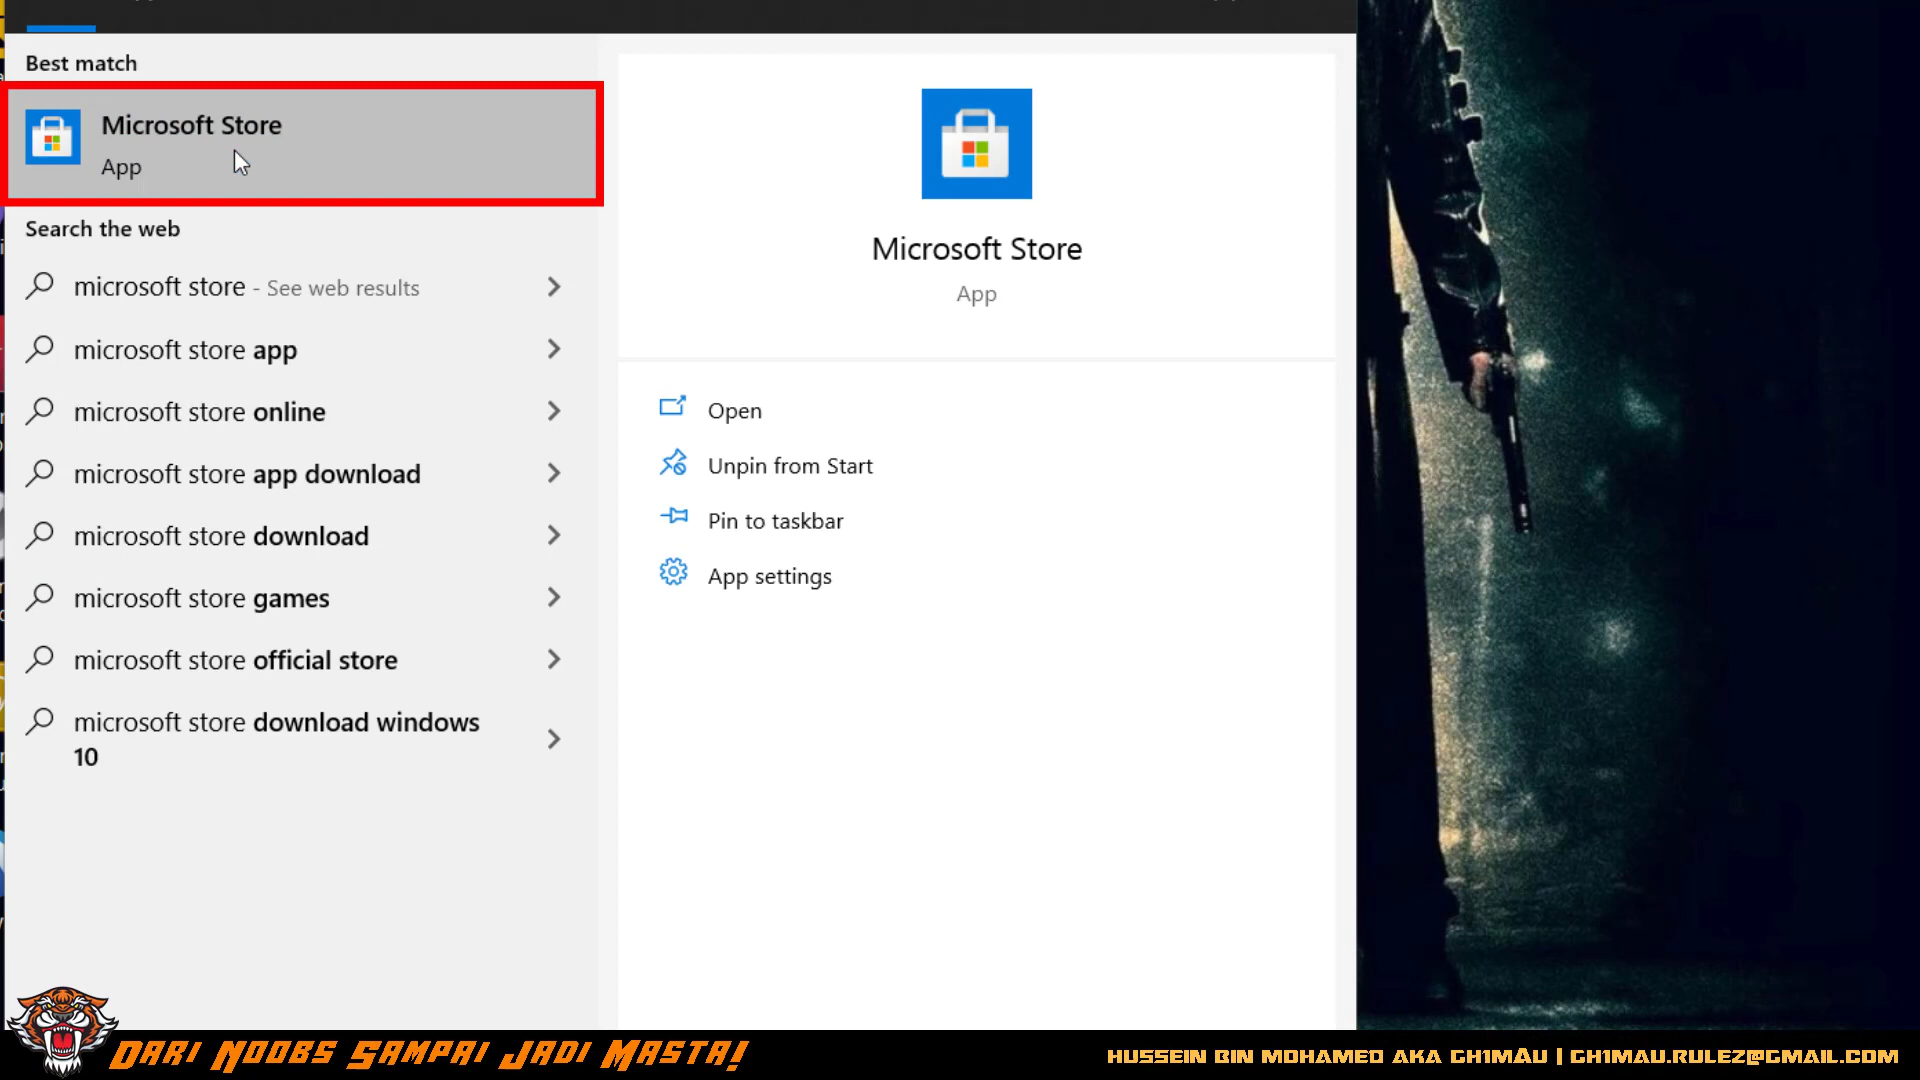 Best match
Microsoft Store
App
Search the web
microsoft store - See web results
microsoft store app
microsoft store online
microsoft store app download
microsoft store download
microsoft store games
microsoft store official store
microsoft store download windows
10
Microsoft Store
App
Open
Unpin from Start
Pin to taskbar
App settings
Dari Noobs Sampai Jadi Masta!
HUSSEIN BIN MOHAMED AKA GH1MAU | GH1MAU.RULEZ@GMAIL.COM